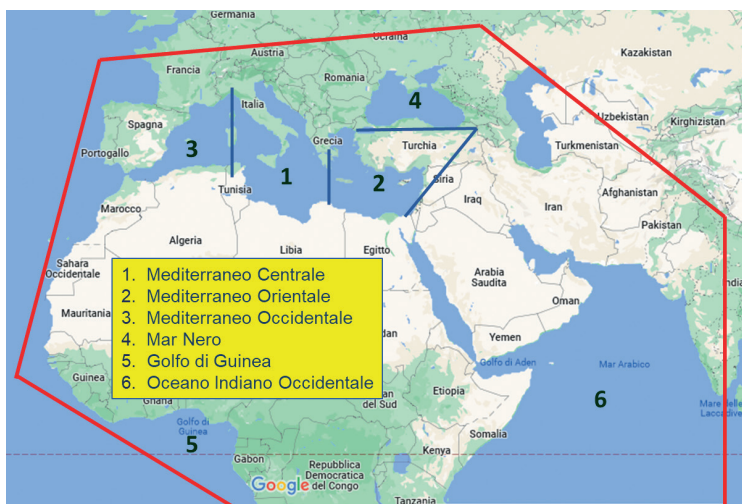 Germania
Ucraina
Kazakistan
Austria
Francia
Romania
4
Italia
Uzbekistan
Kirghizistan
Spagna
Grecia
Turchia
Turkmenistan
Portogallo
3
1
2
Siria
Tunisia
Afghanistan
Marocco
Iraq
Iran
Pakistan
Algeria
Libia
Egitto
Sahara
Occidentale
Arabia
Saudita
India
Oman
Mauritania
Yemen
Golfo di Aden
Mar Arabico
1. Mediterraneo Centrale
2. Mediterraneo Orientale
3. Mediterraneo Occidentale
4. Mar Nero
5. Golfo di Guinea
6. Oceano Indiano Occidentale
Guinea
Ghana
del Sud
Etiopia
6
Mare delle
Laccadive
Golfo di
Guinea
5
Somalia
Gabon
Kenya
Repubblica
Democratica
del Congo
Google
Tanzania